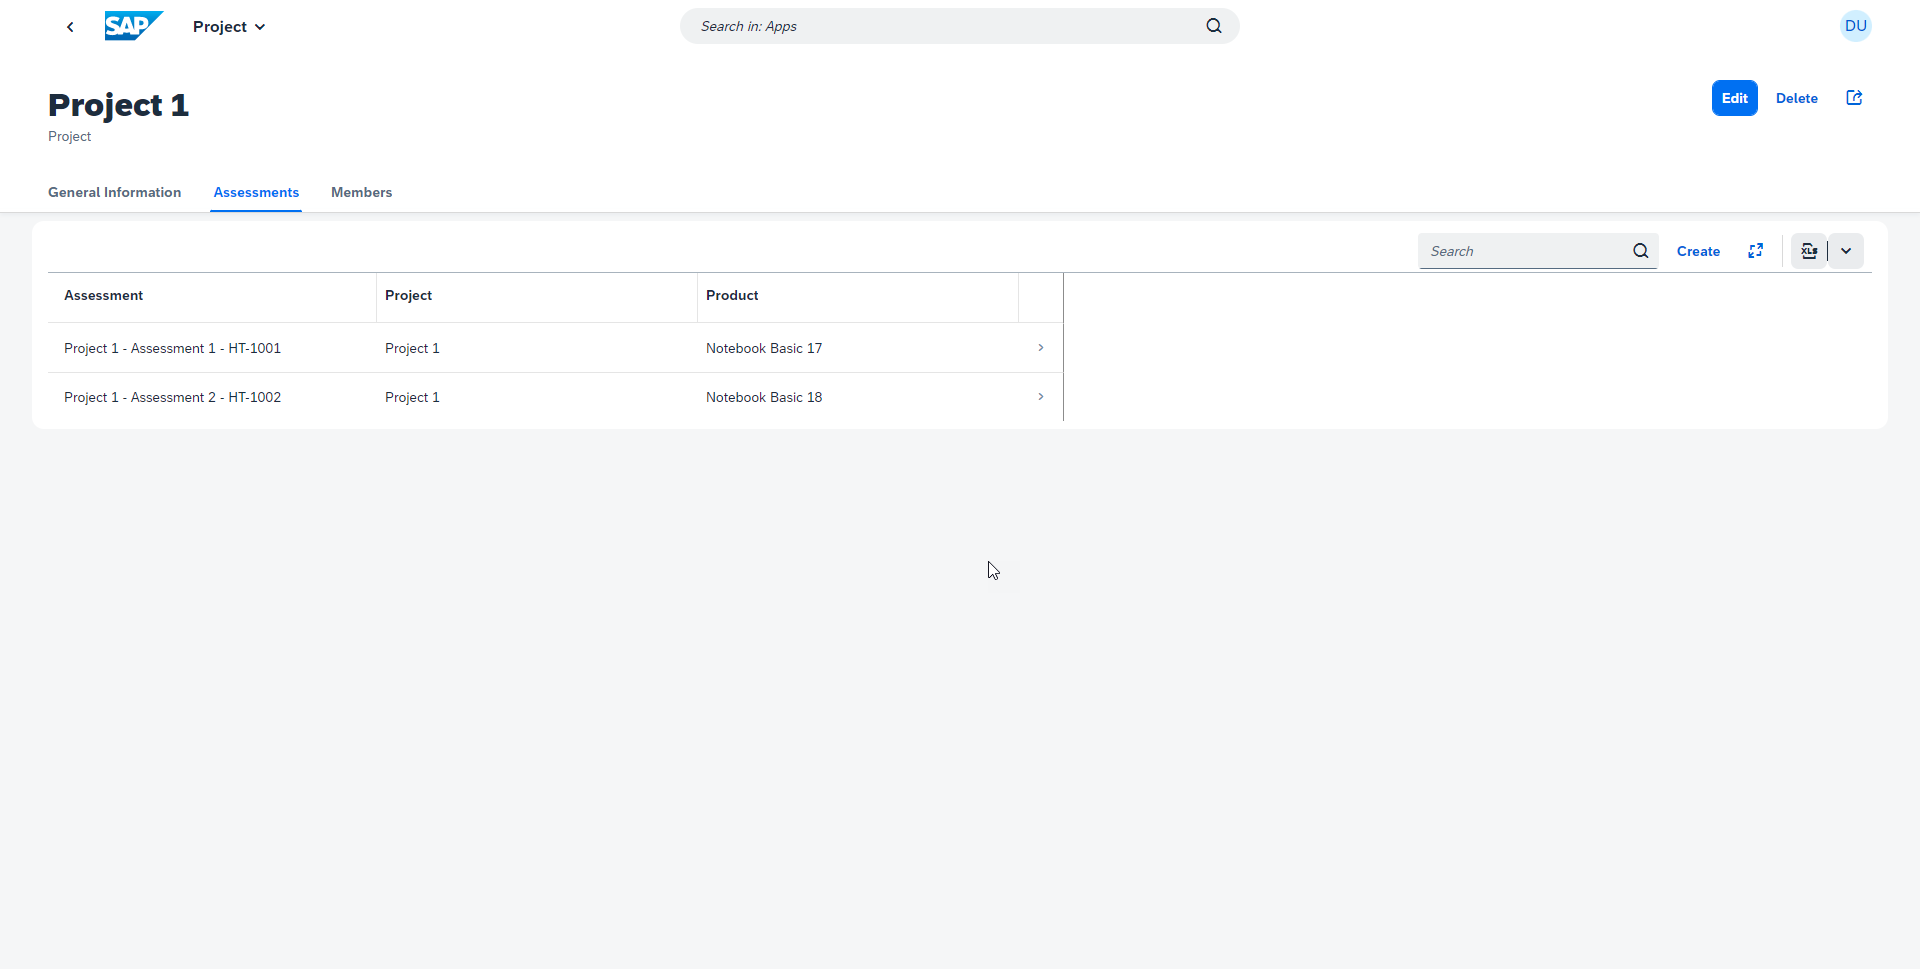 SAP
Project
Search in: Apps
DU
Project 1
Edit
Delete
Project
General Information
Assessments
Members
Search
Create
XLS
Assessment
Project
Product
Project 1 - Assessment 1 - HT-1001
Project 1
Notebook Basic 17
Project 1 - Assessment 2 - HT-1002
Project 1
Notebook Basic 18